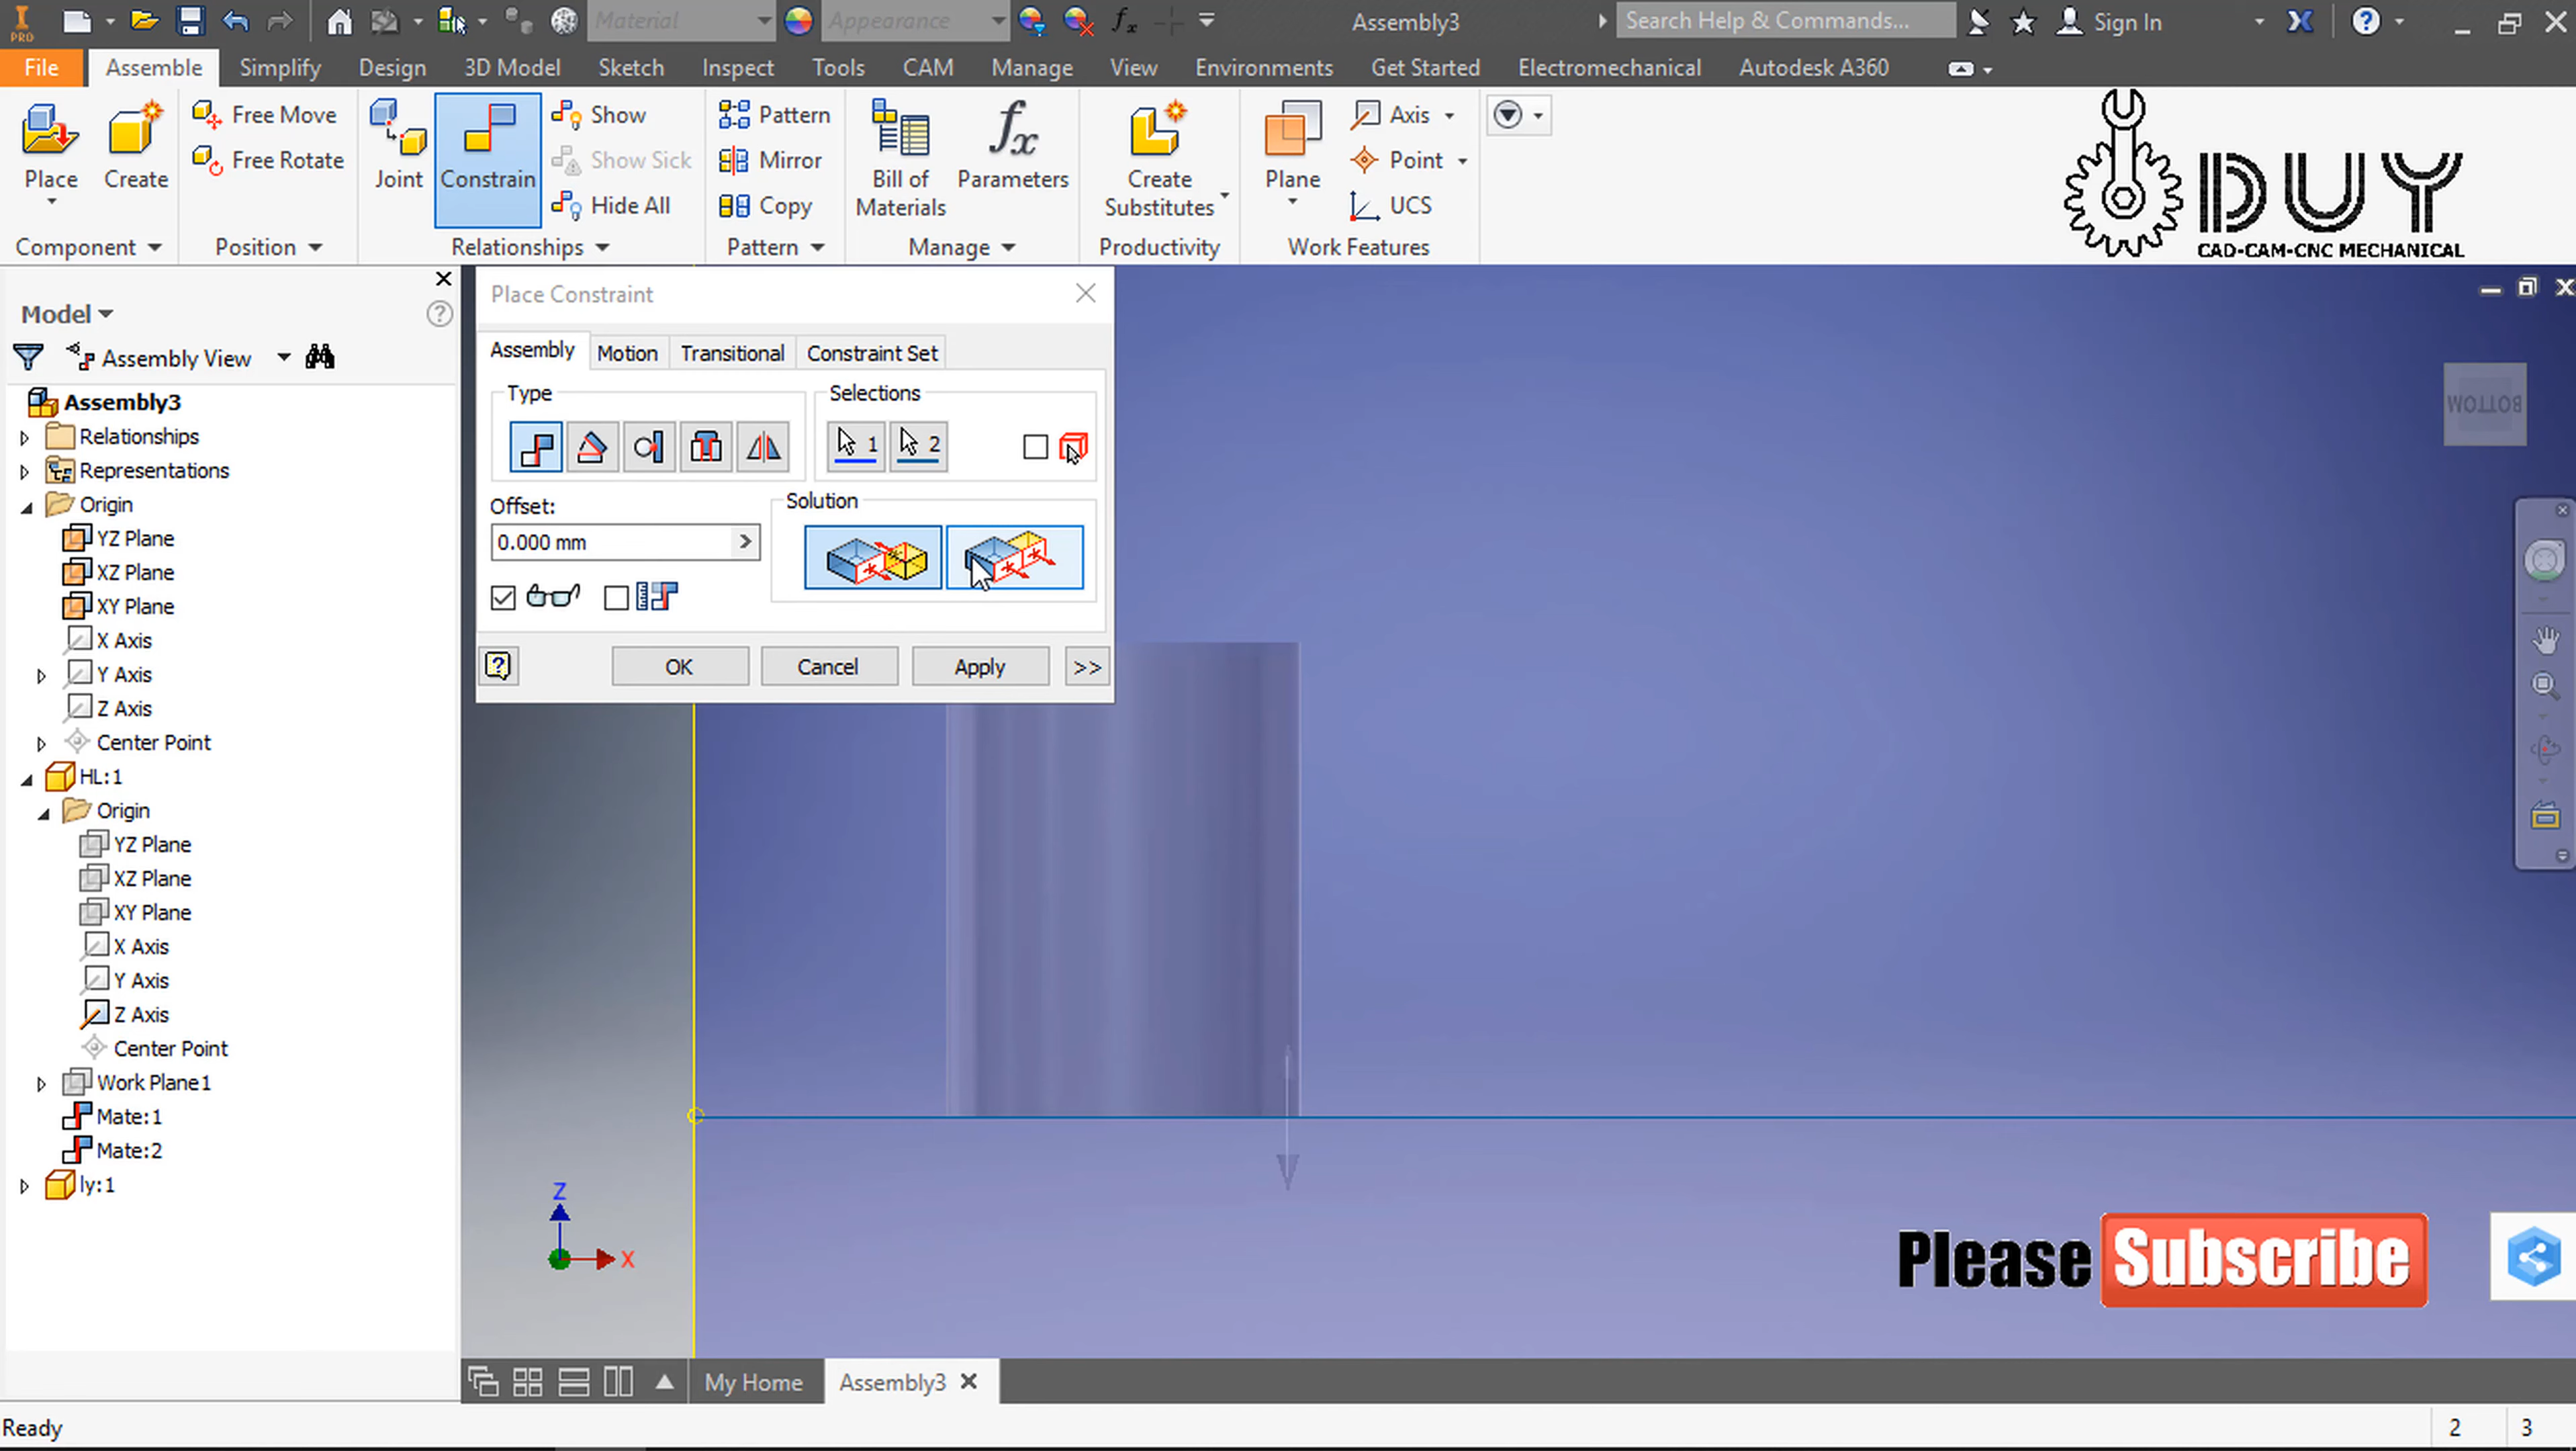 PRO
Material
Appearance
fx
Assembly3
Search Help & Commands...
Sign In
File
Assemble
Simplify
Design
3D Model
Sketch
Inspect
Tools
CAM
Manage
View
Environments
Get Started
Electromechanical
Autodesk A360
Place
Create
Free Move
Free Rotate
Joint
Constrain
Show
Show Sick
Hide All
Pattern
Mirror
Copy
Bill of
Materials
fx
Parameters
Create
Substitutes
Plane
Axis
Point
UCS
Component
Position
Relationships
Pattern
Manage
Productivity
Work Features
DUY
CAD-CAM-CNC MECHANICAL
Model
Assembly View
Assembly3
Relationships
Representations
Origin
YZ Plane
XZ Plane
XY Plane
X Axis
Y Axis
Z Axis
Center Point
HL:1
Origin
YZ Plane
XZ Plane
XY Plane
X Axis
Y Axis
Z Axis
Center Point
Work Plane1
Mate:1
Mate:2
ly:1
Place Constraint
Assembly
Motion
Transitional
Constraint Set
Type
Selections
1
2
Offset:
0.000 mm
Solution
OK
Cancel
Apply
>>
BOTTOM
Z
X
Please Subscribe
My Home
Assembly3
Ready
2
3